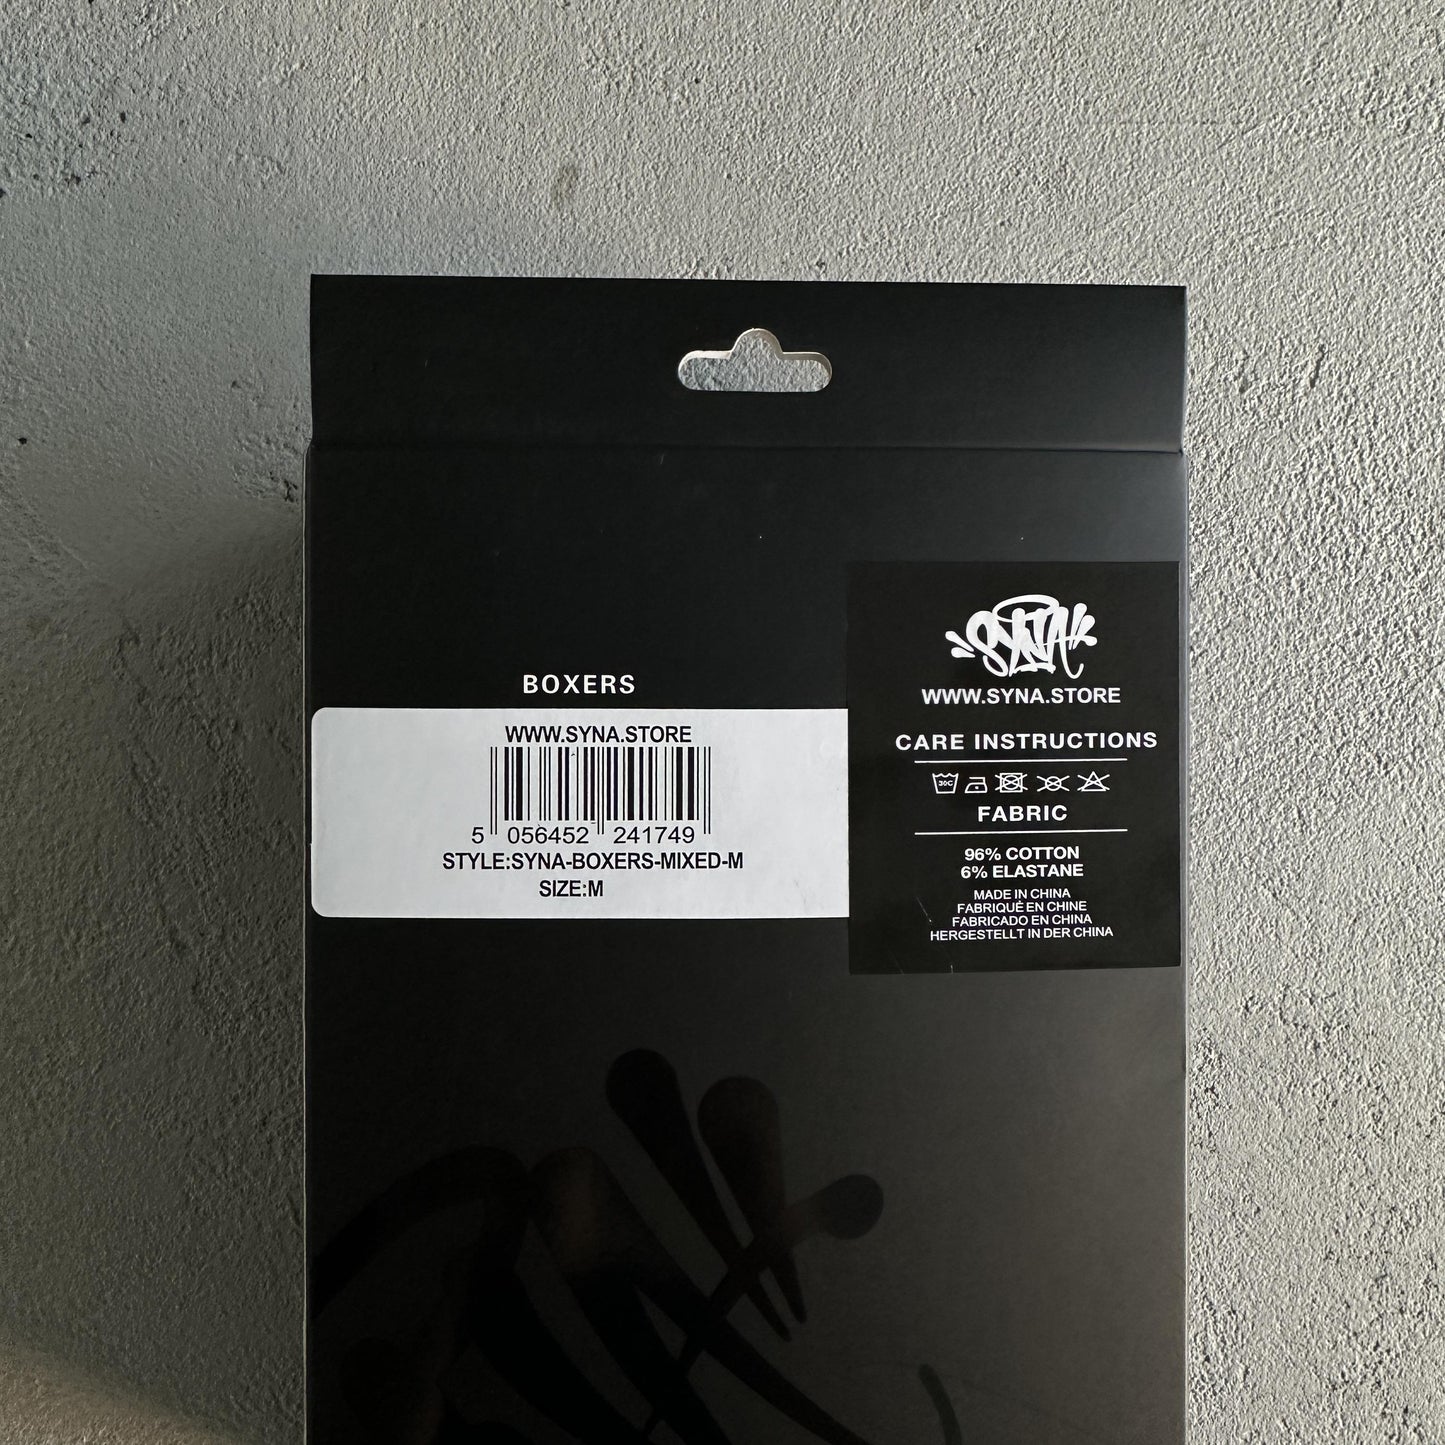 BOXERS
WWW.SYNA.STORE
5 056452 241749
STYLE:SYNA-BOXERS-MIXED-M
SIZE:M
SYNA
WWW.SYNA.STORE
CARE INSTRUCTIONS
30C
FABRIC
96% COTTON
6% ELASTANE
MADE IN CHINA
FABRIQUÉ EN CHINE
FABRICADO EN CHINA
HERGESTELLT IN DER CHINA